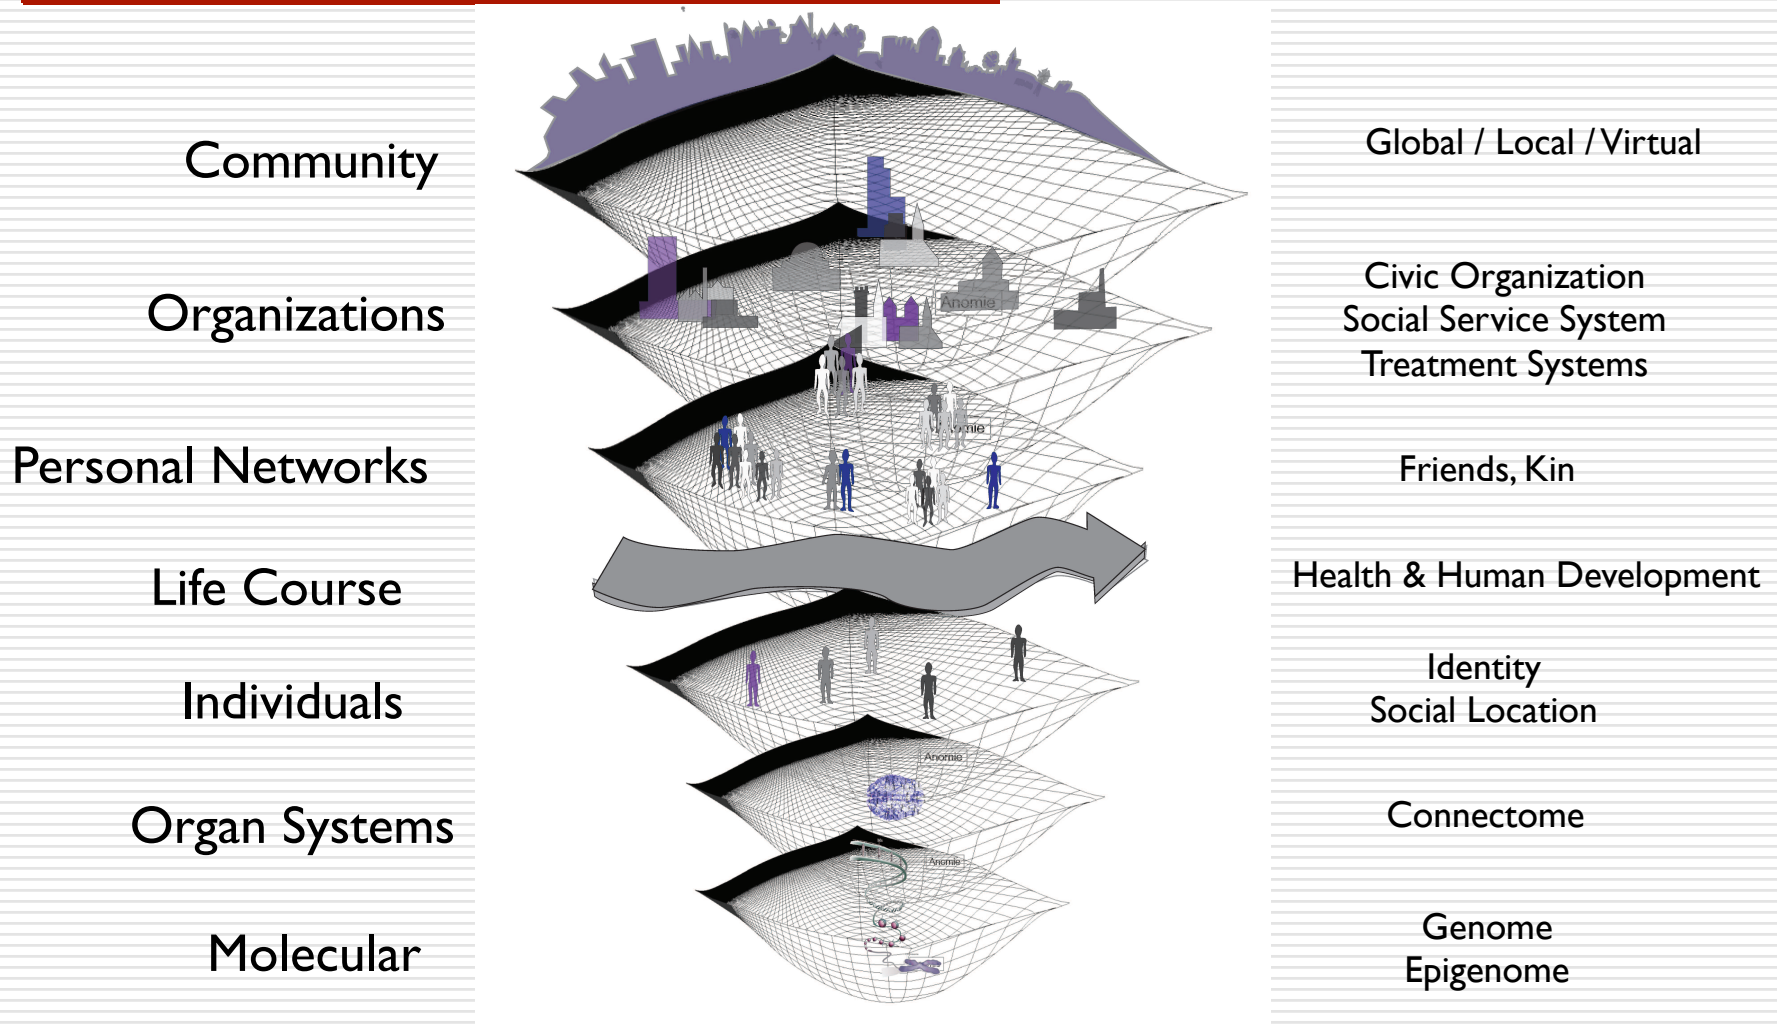 Community
Global / Local / Virtual
Organizations
Anomie
Civic Organization
Social Service System
Treatment Systems
Personal Networks
Friends, Kin
Life Course
Health & Human Development
Individuals
Identity
Social Location
Anomie
Organ Systems
Connectome
Anomie
Molecular
Genome
Epigenome